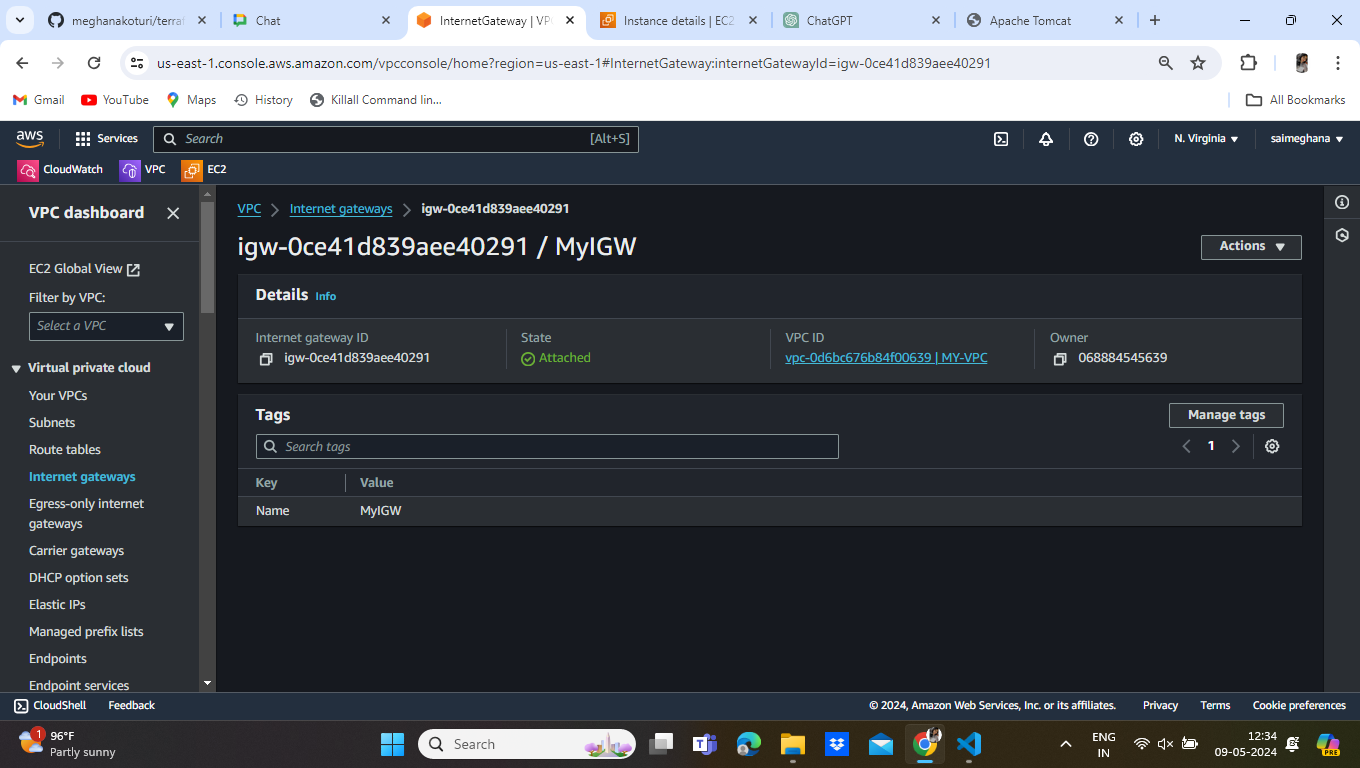 meghanakoturi/terraf
Chat
InternetGateway | VPC
Instance details | EC2
ChatGPT
Apache Tomcat
us-east-1.console.aws.amazon.com/vpcconsole/home?region=us-east-1#InternetGateway:internetGatewayId=igw-0ce41d839aee40291
Gmail
YouTube
Maps
History
Killall Command lin...
All Bookmarks
aws
Services
Search
[Alt+S]
N. Virginia
saimeghana
CloudWatch
VPC
EC2
VPC dashboard
EC2 Global View
Filter by VPC:
Select a VPC
Virtual private cloud
Your VPCs
Subnets
Route tables
Internet gateways
Egress-only internet
gateways
Carrier gateways
DHCP option sets
Elastic IPs
Managed prefix lists
Endpoints
Endpoint services
VPC
Internet gateways
igw-0ce41d839aee40291
igw-0ce41d839aee40291 / MyIGW
Actions
Details Info
Internet gateway ID
igw-0ce41d839aee40291
State
Attached
VPC ID
vpc-0d6bc676b84f00639 | MY-VPC
Owner
068884545639
Tags
Manage tags
Search tags
1
Key
Value
Name
MyIGW
CloudShell
Feedback
© 2024, Amazon Web Services, Inc. or its affiliates.
Privacy
Terms
Cookie preferences
1
96°F
Partly sunny
Search
ENG
IN
12:34
09-05-2024
PRE